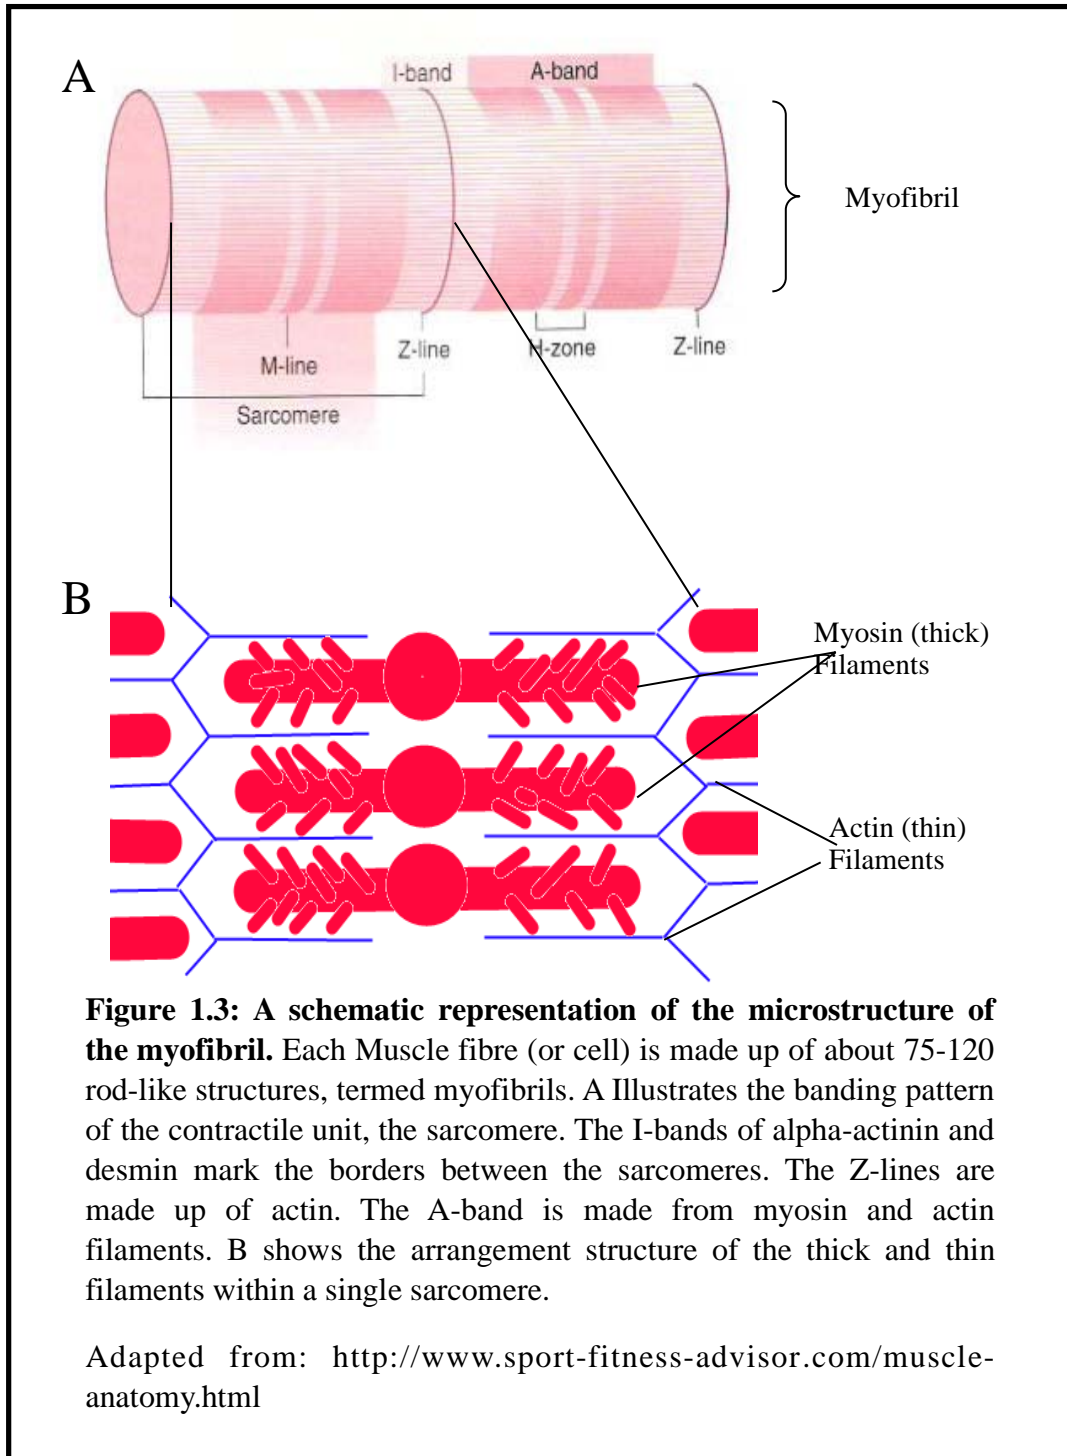 A
I-band
A-band
Myofibril
M-line
Z-line
H-zone
Z-line
Sarcomere
B
Myosin (thick)
Filaments
Actin (thin)
Filaments
Figure 1.3: A schematic representation of the microstructure of
the myofibril. Each Muscle fibre (or cell) is made up of about 75-120
rod-like structures, termed myofibrils. A Illustrates the banding pattern
of the contractile unit, the sarcomere. The I-bands of alpha-actinin and
desmin mark the borders between the sarcomeres. The Z-lines are
made up of actin. The A-band is made from myosin and actin
filaments. B shows the arrangement structure of the thick and thin
filaments within a single sarcomere.
Adapted from: http://www.sport-fitness-advisor.com/muscle-
anatomy.html